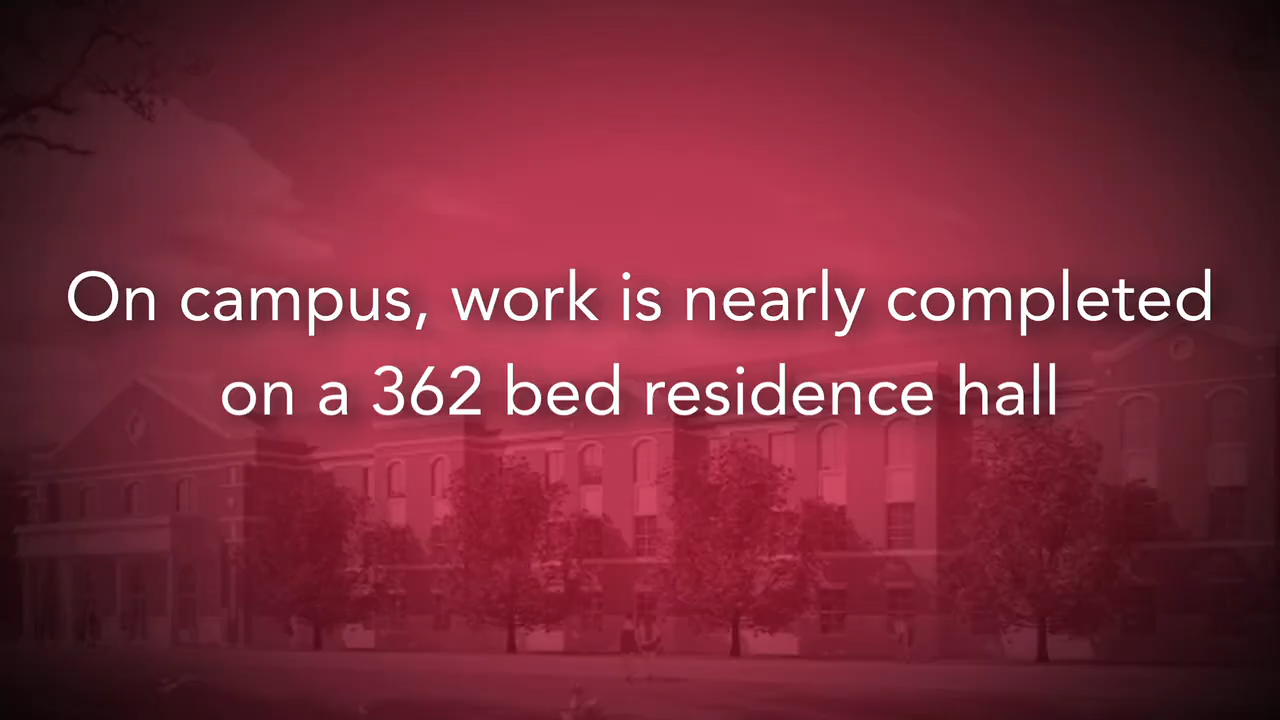 On campus, work is nearly completed
on a 362 bed residence hall